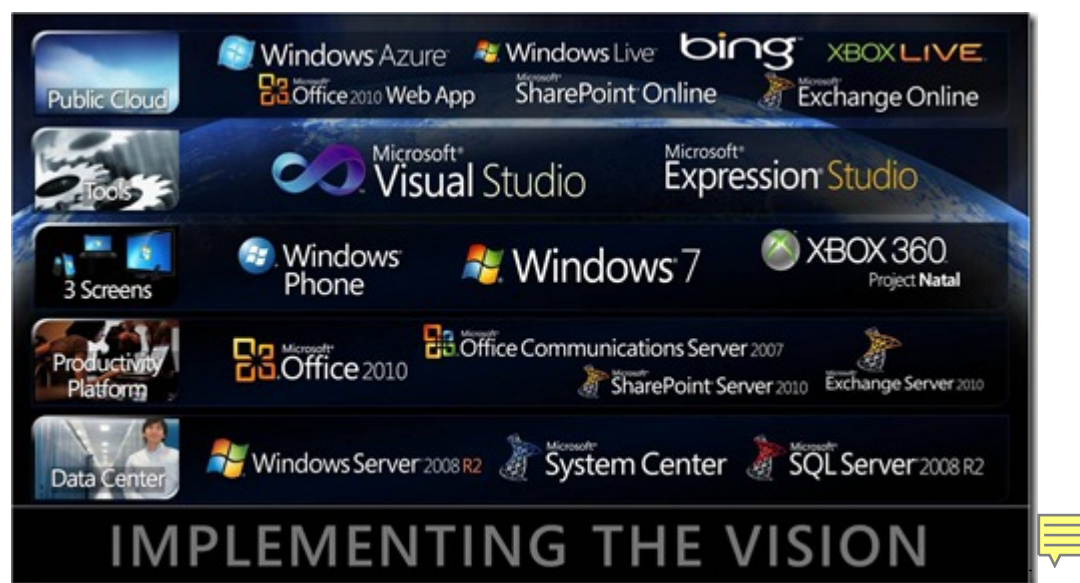 Public Cloud
Windows Azure
Windows Live
bing
XBOX LIVE
Microsoft Office 2010 Web App
Microsoft SharePoint Online
Microsoft Exchange Online
Tools
Microsoft
Visual Studio
Microsoft
Expression Studio
3 Screens
Windows
Phone
Windows 7
XBOX 360
Project Natal
Productivity
Platform
Microsoft
Office 2010
Microsoft
Office Communications Server 2007
Microsoft
SharePoint Server 2010
Microsoft
Exchange Server 2010
Data Center
Windows Server 2008 R2
Microsoft
System Center
Microsoft
SQL Server 2008 R2
IMPLEMENTING THE VISION